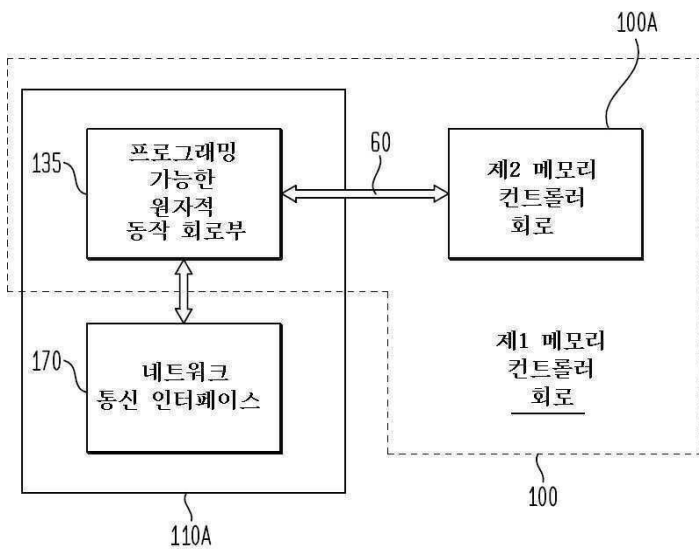 100A
135
프로그래밍
가능한
원자적
동작 회로부
60
제2 메모리
컨트롤러
회로
170
네트워크
통신 인터페이스
제1 메모리
컨트롤러
회로
100
110A